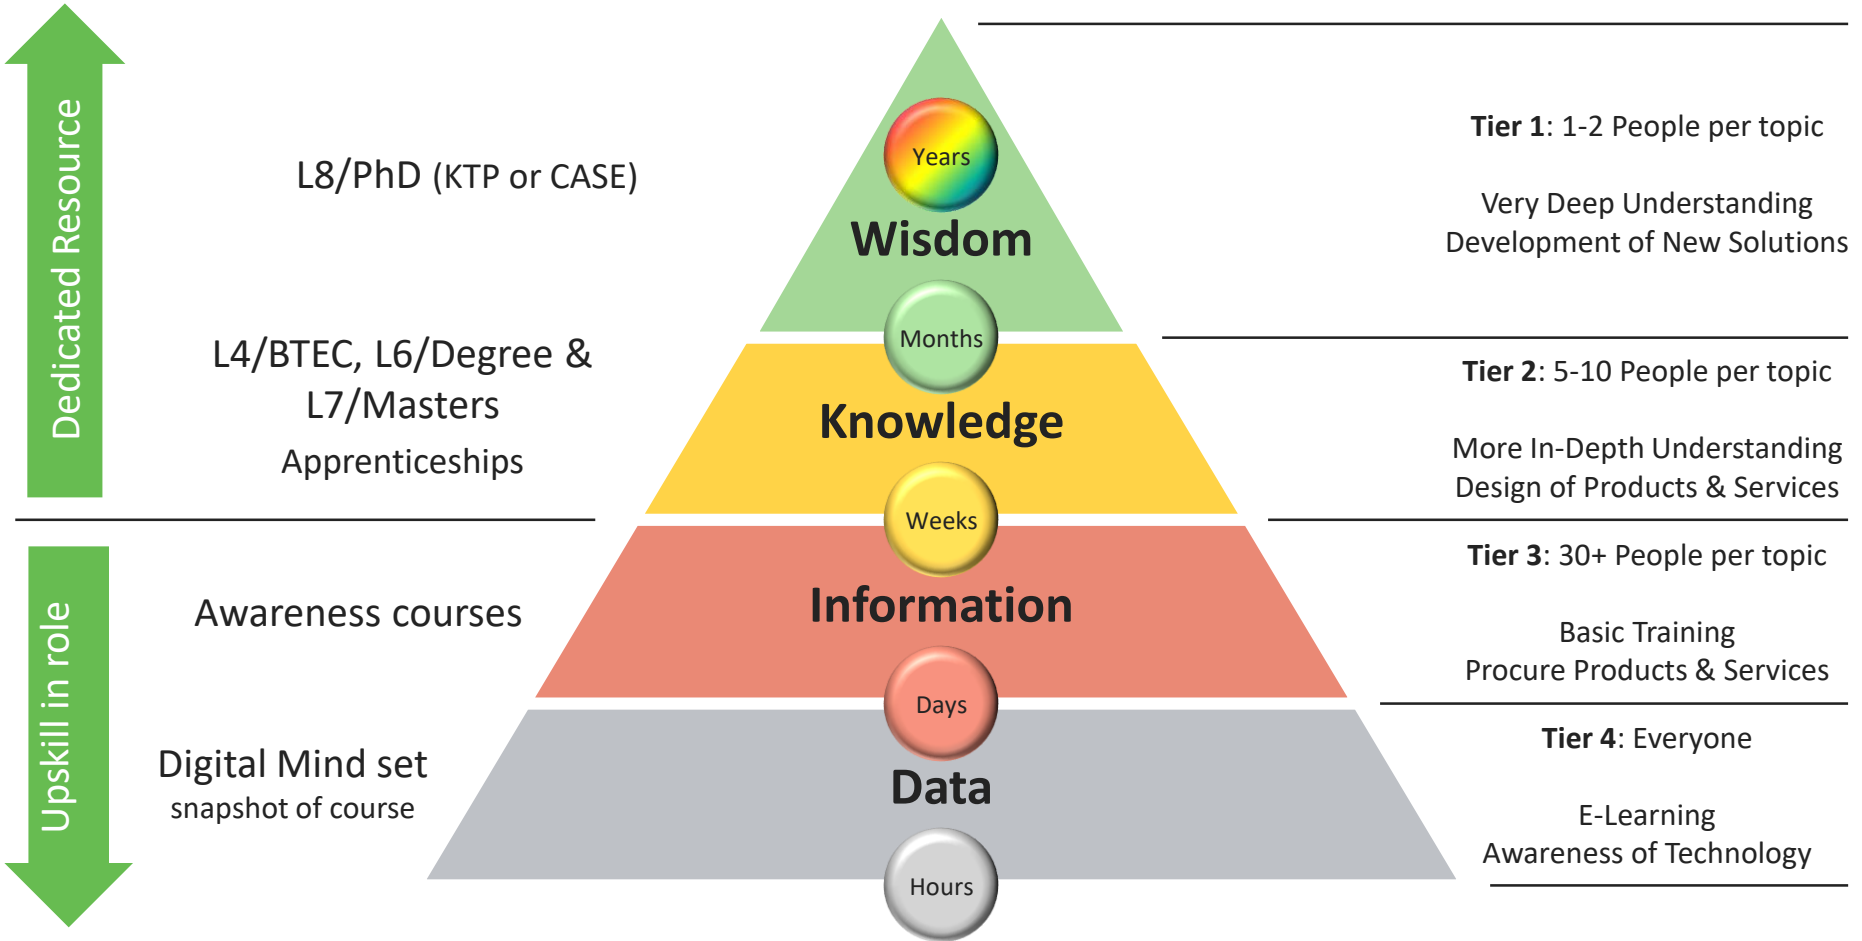 Dedicated Resource
L8/PhD (KTP or CASE)
Years
Wisdom
Tier 1: 1-2 People per topic
Very Deep Understanding
Development of New Solutions
Months
L4/BTEC, L6/Degree &
L7/Masters
Apprenticeships
Knowledge
Tier 2: 5-10 People per topic
More In-Depth Understanding
Design of Products & Services
Weeks
Upskill in role
Awareness courses
Information
Tier 3: 30+ People per topic
Basic Training
Procure Products & Services
Days
Digital Mind set
snapshot of course
Data
Tier 4: Everyone
E-Learning
Awareness of Technology
Hours